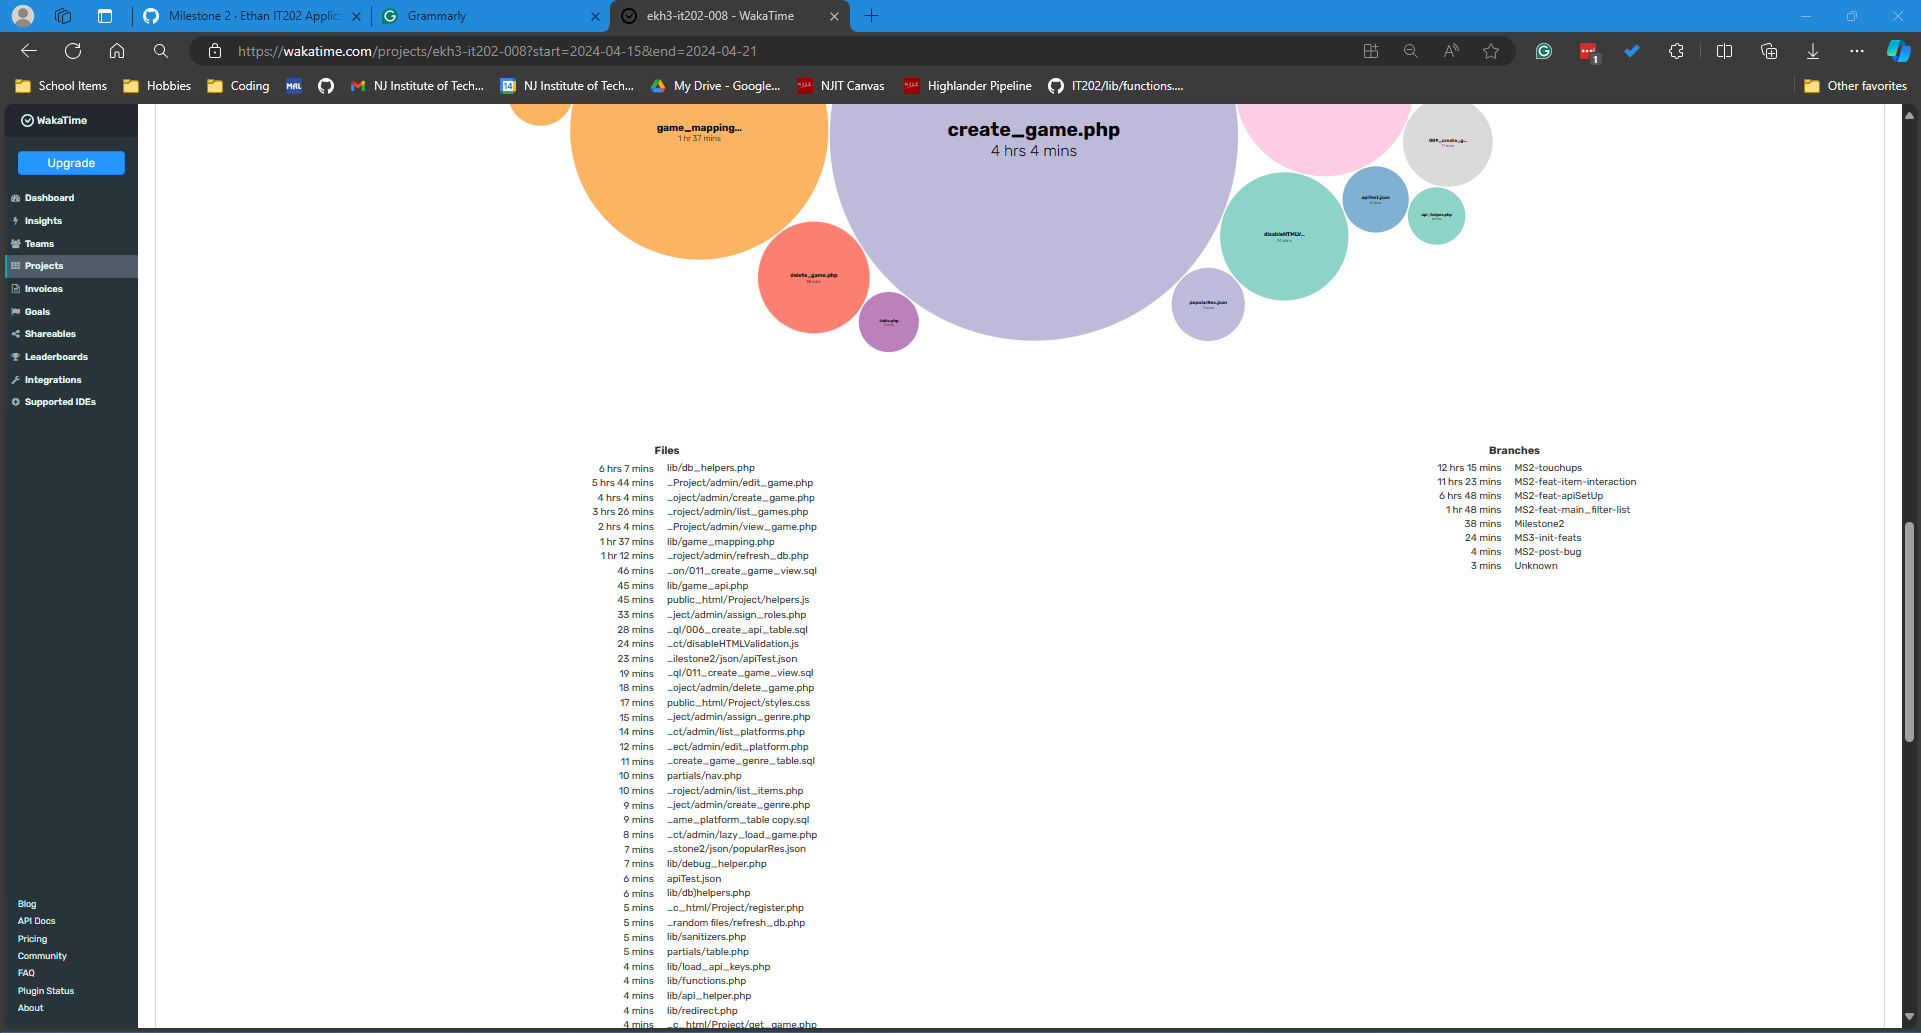 Milestone 2 · Ethan IT202 Applica
Grammarly
ekh3-it202-008 - WakaTime
https://wakatime.com/projects/ekh3-it202-008?start=2024-04-15&end=2024-04-21
1
School Items
Hobbies
Coding
MAL
NJ Institute of Tech...
14
NJ Institute of Tech...
My Drive - Google...
NJIT Canvas
Highlander Pipeline
IT202/lib/functions....
Other favorites
WakaTime
Upgrade
Dashboard
Insights
Teams
Projects
Invoices
Goals
Shareables
Leaderboards
Integrations
Supported IDEs
Blog
API Docs
Pricing
Community
FAQ
Plugin Status
About
game_mapping...
1 hr 37 mins
create_game.php
4 hrs 4 mins
009_create_g...
11 mins
apiTest.json
6 mins
api_helper.php
4 mins
disableHTMLV...
24 mins
delete_game.php
18 mins
table.php
5 mins
popularRes.json
7 mins
Files
6 hrs 7 mins lib/db_helpers.php
5 hrs 44 mins ...Project/admin/edit_game.php
4 hrs 4 mins ...oject/admin/create_game.php
3 hrs 26 mins ...roject/admin/list_games.php
2 hrs 4 mins ...Project/admin/view_game.php
1 hr 37 mins lib/game_mapping.php
1 hr 12 mins ...roject/admin/refresh_db.php
46 mins ...on/011_create_game_view.sql
45 mins lib/game_api.php
45 mins public_html/Project/helpers.js
33 mins ...ject/admin/assign_roles.php
28 mins ...ql/006_create_api_table.sql
24 mins ...ct/disableHTMLValidation.js
23 mins ...ilestone2/json/apiTest.json
19 mins ...ql/011_create_game_view.sql
18 mins ...oject/admin/delete_game.php
17 mins public_html/Project/styles.css
15 mins ...ject/admin/assign_genre.php
14 mins ...ct/admin/list_platforms.php
12 mins ...ect/admin/edit_platform.php
11 mins ...create_game_genre_table.sql
10 mins partials/nav.php
10 mins ...roject/admin/list_items.php
9 mins ...ject/admin/create_genre.php
9 mins ...ame_platform_table copy.sql
8 mins ...ct/admin/lazy_load_game.php
7 mins ...stone2/json/popularRes.json
7 mins lib/debug_helper.php
6 mins apiTest.json
6 mins lib/db)helpers.php
5 mins ...c_html/Project/register.php
5 mins ...random files/refresh_db.php
5 mins lib/sanitizers.php
5 mins partials/table.php
4 mins lib/load_api_keys.php
4 mins lib/functions.php
4 mins lib/api_helper.php
4 mins lib/redirect.php
4 mins ...c_html/Project/get_game.php
Branches
12 hrs 15 mins MS2-touchups
11 hrs 23 mins MS2-feat-item-interaction
6 hrs 48 mins MS2-feat-apiSetUp
1 hr 48 mins MS2-feat-main_filter-list
38 mins Milestone2
24 mins MS3-init-feats
4 mins MS2-post-bug
3 mins Unknown